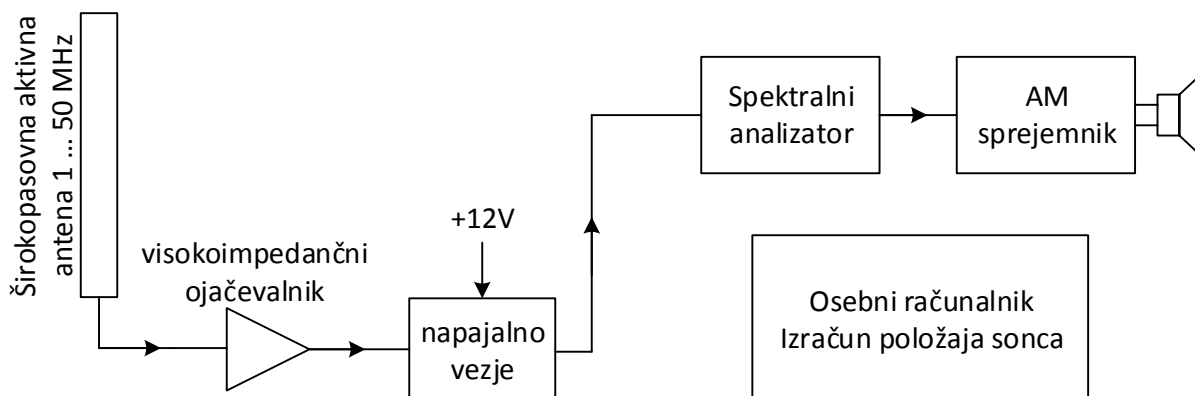 Širokopasovna aktivna
antena 1 ... 50 MHz
visokoimpedančni
ojačevalnik
+12V
napajalno
vezje
Spektralni
analizator
AM
sprejemnik
Osebni računalnik
Izračun položaja sonca